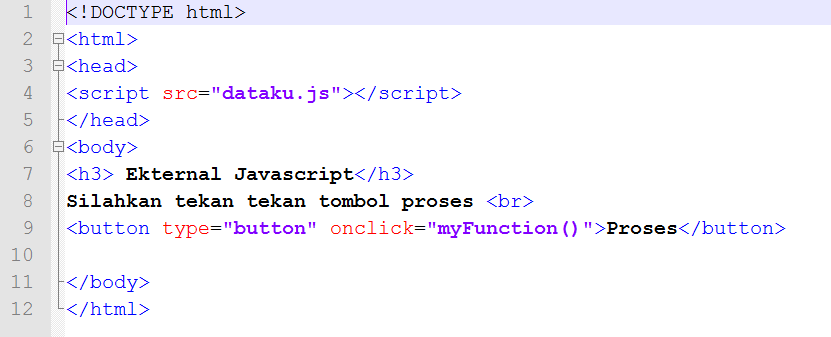 1 <!DOCTYPE html>
2 <html>
3 <head>
4 <script src="dataku.js"></script>
5 </head>
6 <body>
7 <h3> Ekternal Javascript</h3>
8 Silahkan tekan tekan tombol proses <br>
9 <button type="button" onclick="myFunction()">Proses</button>
10
11 </body>
12 </html>